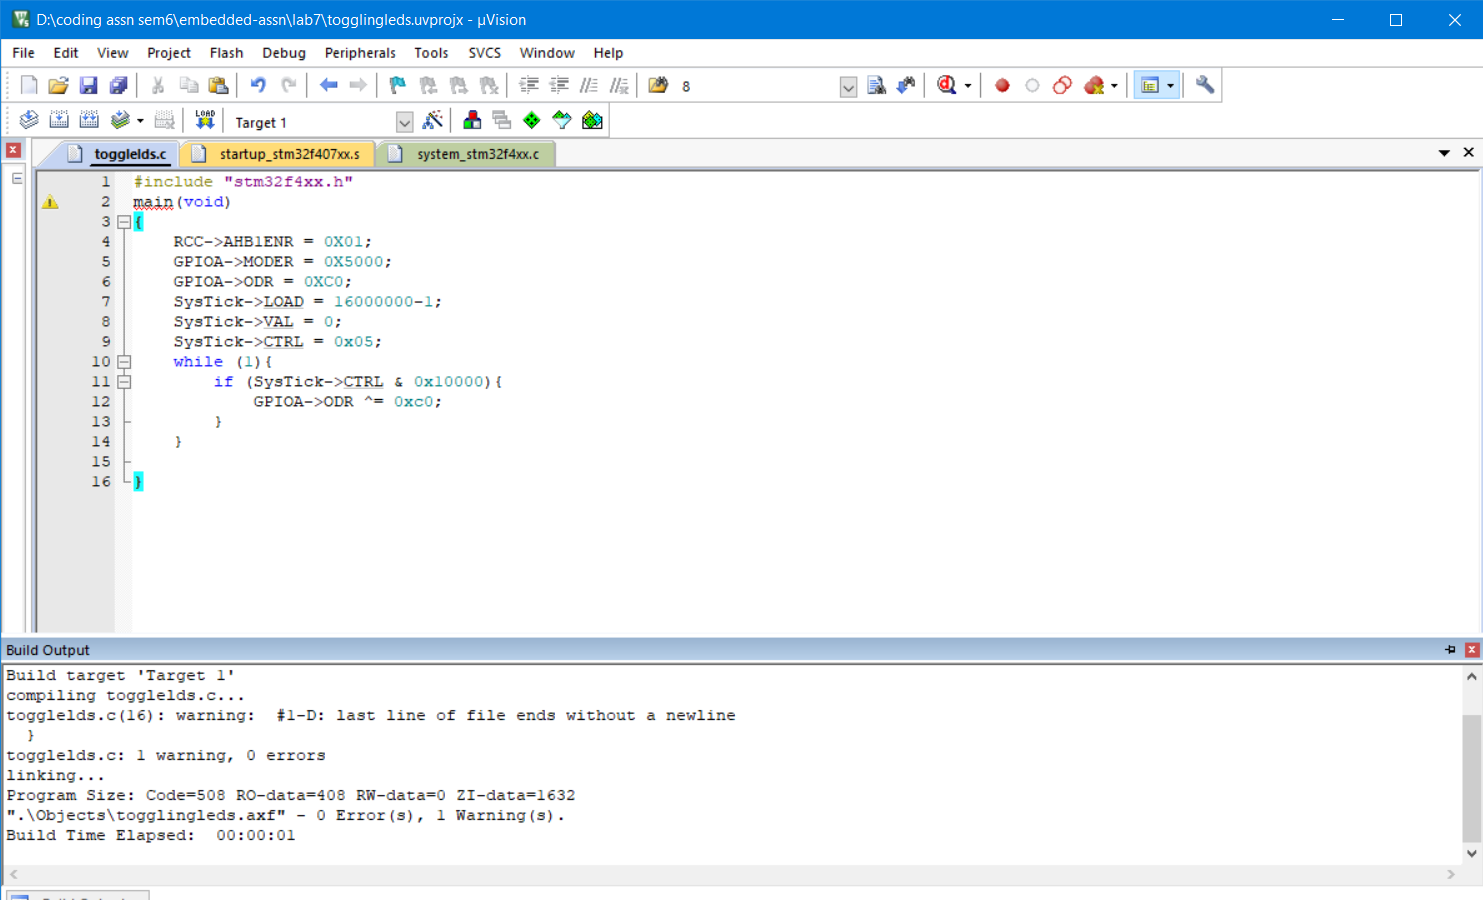 D:\coding assn sem6\embedded-assn\lab7\togglingleds.uvprojx - µVision
File Edit View Project Flash Debug Peripherals Tools SVCS Window Help
8
LOAD Target 1
togglelds.c startup_stm32f407xx.s system_stm32f4xx.c
1 #include "stm32f4xx.h"
2 main(void)
3 {
4 RCC->AHB1ENR = 0X01;
5 GPIOA->MODER = 0X5000;
6 GPIOA->ODR = 0XC0;
7 SysTick->LOAD = 16000000-1;
8 SysTick->VAL = 0;
9 SysTick->CTRL = 0x05;
10 while (1){
11 if (SysTick->CTRL & 0x10000){
12 GPIOA->ODR ^= 0xc0;
13 }
14 }
15
16 }
Build Output
Build target 'Target 1'
compiling togglelds.c...
togglelds.c(16): warning:  #1-D: last line of file ends without a newline
}
togglelds.c: 1 warning, 0 errors
linking...
Program Size: Code=508 RO-data=408 RW-data=0 ZI-data=1632
".\Objects\togglingleds.axf" - 0 Error(s), 1 Warning(s).
Build Time Elapsed:  00:00:01